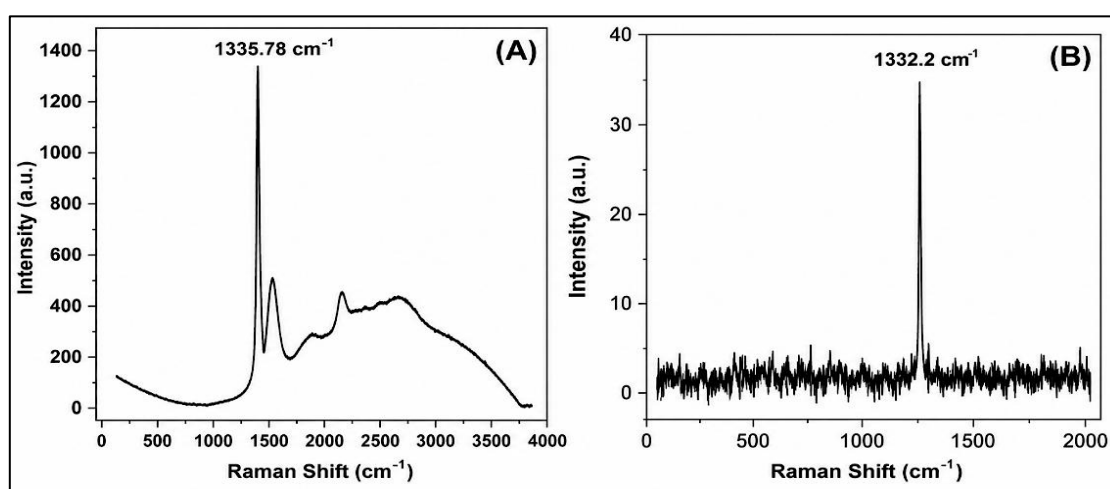 1335.78 cm⁻¹
(A)
1400
1200
1000
800
600
400
200
0
Intensity (a.u.)
0 500 1000 1500 2000 2500 3000 3500 4000
Raman Shift (cm⁻¹)
1332.2 cm⁻¹
(B)
40
30
20
10
0
Intensity (a.u.)
0 500 1000 1500 2000
Raman Shift (cm⁻¹)